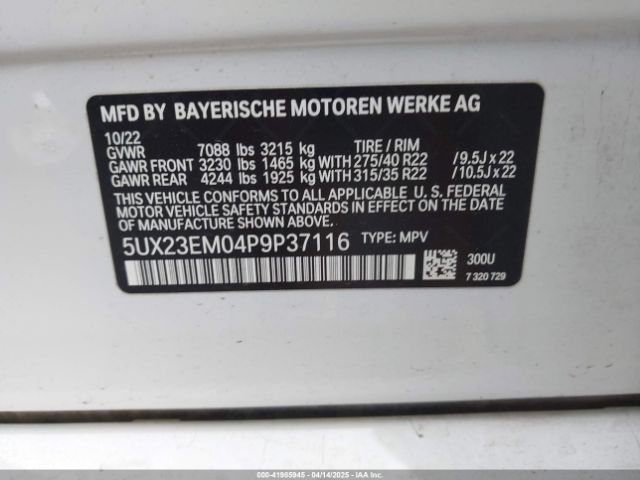 MFD BY BAYERISCHE MOTOREN WERKE AG
10/22
GVWR 7088 lbs 3215 kg TIRE / RIM
GAWR FRONT 3230 lbs 1465 kg WITH 275/40 R22 /9.5J x 22
GAWR REAR 4244 lbs 1925 kg WITH 315/35 R22 /10.5J x 22
THIS VEHICLE CONFORMS TO ALL APPLICABLE U. S. FEDERAL
MOTOR VEHICLE SAFETY STANDARDS IN EFFECT ON THE DATE OF
MANUFACTURE SHOWN ABOVE.
5UX23EM04P9P37116 TYPE: MPV
300U
7 320 729
000-41965945 - 04/14/2025 - IAA Inc. - Copart